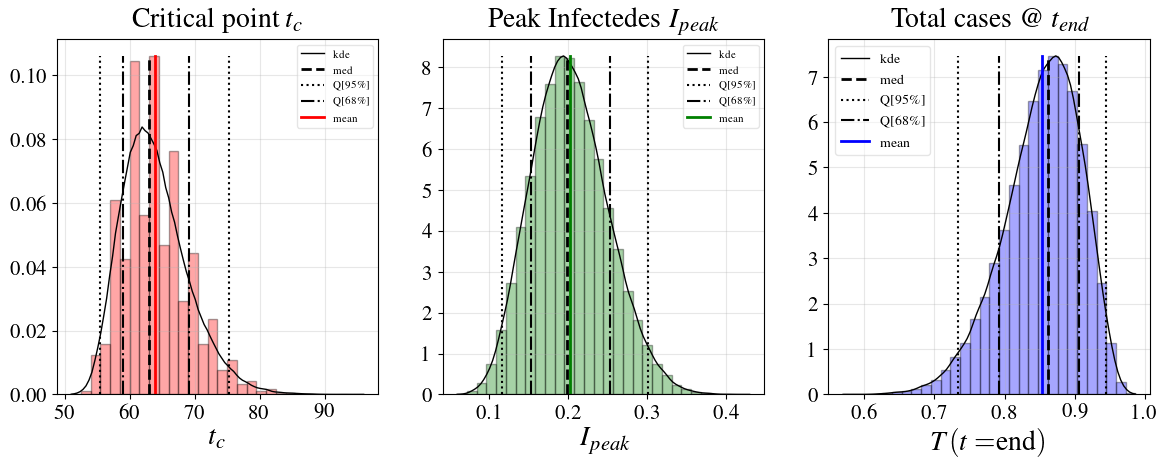 Critical point t_c
0.10
0.08
0.06
0.04
0.02
0.00
50 60 70 80 90
t_c
kde
med
Q[95%]
Q[68%]
mean
Peak Infectedes I_peak
8
7
6
5
4
3
2
1
0
0.1 0.2 0.3 0.4
I_peak
kde
med
Q[95%]
Q[68%]
mean
Total cases @ t_end
7
6
5
4
3
2
1
0
0.6 0.7 0.8 0.9 1.0
T (t =end)
kde
med
Q[95%]
Q[68%]
mean